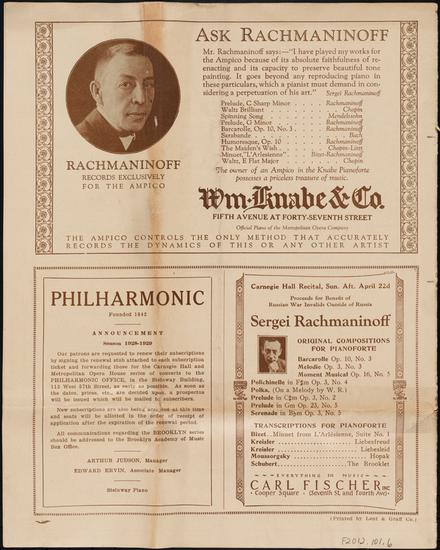 ASK RACHMANINOFF
Mr. Rachmaninoff says:—"I have played my works for
the Ampico because of its absolute faithfulness of re-
enacting and its capacity to preserve beautiful tone
painting. It goes beyond any reproducing piano in
these particulars, which a pianist must demand in con-
sidering a perpetuation of his art." Sergei Rachmaninoff
Prelude, C Sharp Minor Rachmaninoff
Waltz Brilliant Chopin
Spinning Song Mendelssohn
Prelude, G Minor Rachmaninoff
Barcarolle, Op. 10, No. 3 Rachmaninoff
Sarabande Bach
Humoresque, Op. 10 Rachmaninoff
The Maiden's Wish Chopin-Liszt
Minuet, "L'Arlesienne" Bizet-Rachmaninoff
Waltz, E Flat Major Chopin
The owner of an Ampico in the Knabe Pianoforte
possesses a priceless treasure of music.
RACHMANINOFF
RECORDS EXCLUSIVELY
FOR THE AMPICO
Wm. Knabe & Co.
FIFTH AVENUE AT FORTY-SEVENTH STREET
Official Piano of the Metropolitan Opera Company
THE AMPICO CONTROLS THE ONLY METHOD THAT ACCURATELY
RECORDS THE DYNAMICS OF THIS OR ANY OTHER ARTIST
PHILHARMONIC
Founded 1842
ANNOUNCEMENT
Season 1928-1929
Our patrons are requested to renew their subscriptions
by signing the renewal stub attached to each subscription
ticket and forwarding those for the Carnegie Hall and
Metropolitan Opera House series of concerts to the
PHILHARMONIC OFFICE, in the Steinway Building,
113 West 57th Street, as early as possible. As soon as
the dates, prices, etc., are decided upon, a prospectus
will be issued which will be mailed to subscribers.
New subscriptions are also being accepted at this time
and seats will be allotted in the order of receipt of
application after the expiration of the renewal period.
All communications regarding the BROOKLYN series
should be addressed to the Brooklyn Academy of Music
Box Office.
ARTHUR JUDSON, Manager
EDWARD ERVIN, Associate Manager
Steinway Piano
Carnegie Hall Recital, Sun. Aft. April 22d
Proceeds for Benefit of
Russian War Invalids Outside of Russia
Sergei Rachmaninoff
ORIGINAL COMPOSITIONS
FOR PIANOFORTE
Barcarolle Op. 10, No. 3
Melodie Op. 3, No. 3
Moment Musical Op. 16, No. 5
Polichinelle in F♯m Op. 3, No. 4
Polka, (On a Melody by W. R.)
Prelude in C♯m Op. 3, No. 2
Prelude in Gm Op. 23, No. 5
Serenade in B♭m Op. 3, No. 5
TRANSCRIPTIONS FOR PIANOFORTE
Bizet Minuet from L'Arlésienne, Suite No. 1
Kreisler Liebesfreud
Kreisler Liebesleid
Moussorgsky Hopak
Schubert The Brooklet
EVERYTHING IN MUSIC
CARL FISCHER INC
Cooper Square (Seventh St. and Fourth Ave.)
(Printed by Lent & Graff Co.)
F2012.101.6